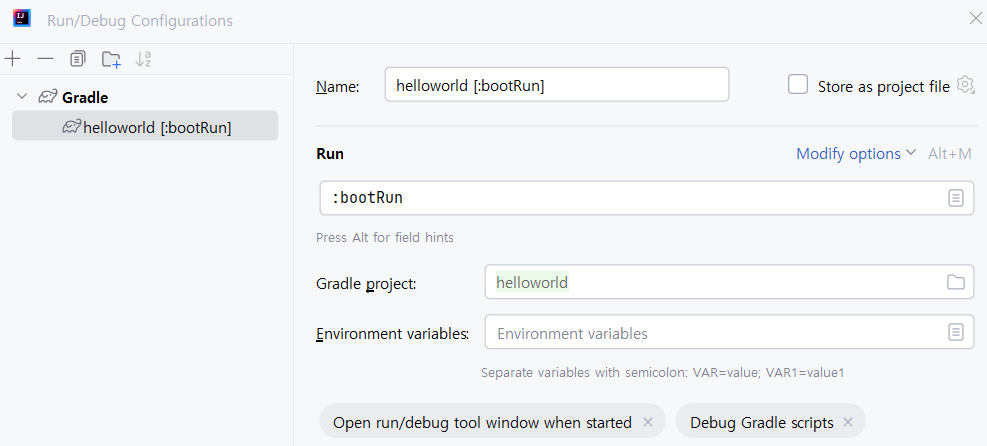 Run/Debug Configurations
Gradle
helloworld [:bootRun]
Name: helloworld [:bootRun] Store as project file
Run Modify options Alt+M
:bootRun
Press Alt for field hints
Gradle project: helloworld
Environment variables: Environment variables
Separate variables with semicolon: VAR=value; VAR1=value1
Open run/debug tool window when started × Debug Gradle scripts ×